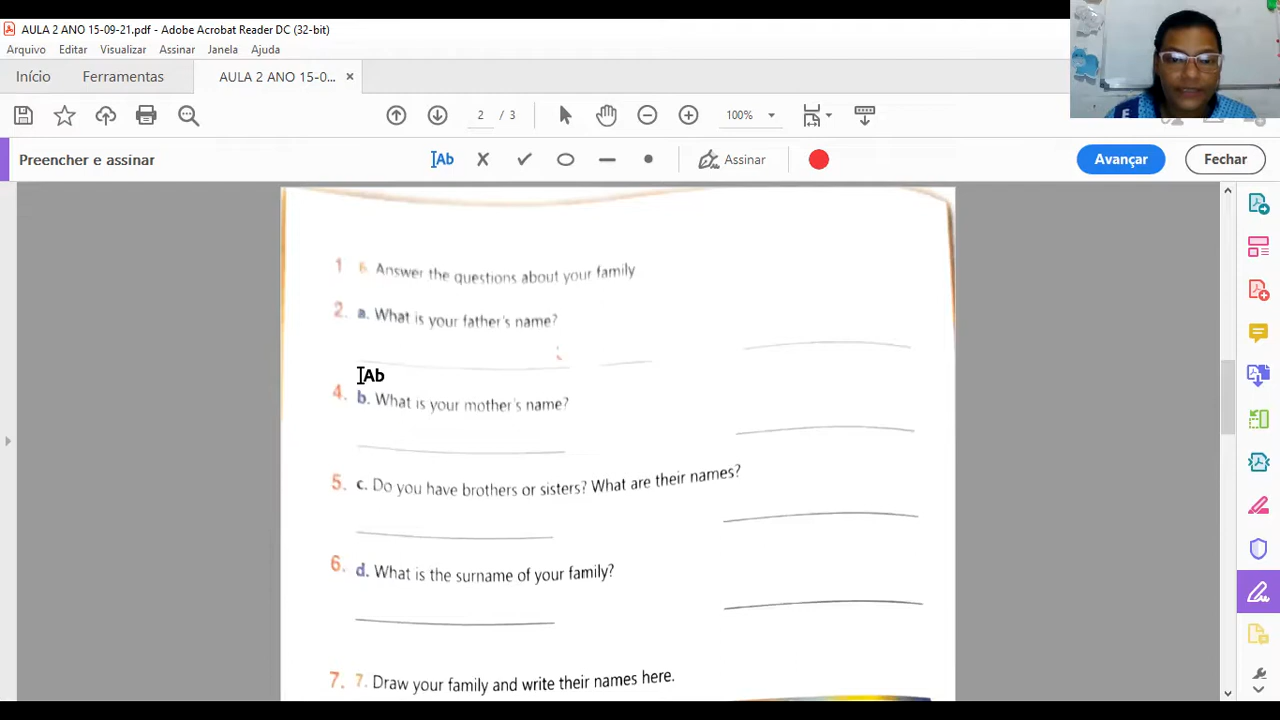 AULA 2 ANO 15-09-21.pdf - Adobe Acrobat Reader DC (32-bit)
Arquivo Editar Visualizar Assinar Janela Ajuda
Início Ferramentas AULA 2 ANO 15-0... ×
2 / 3 100%
Preencher e assinar Ab Assinar Avançar Fechar
1 6. Answer the questions about your family
2. a. What is your father's name?
Ab
4. b. What is your mother's name?
5. c. Do you have brothers or sisters? What are their names?
6. d. What is the surname of your family?
7. 7. Draw your family and write their names here.